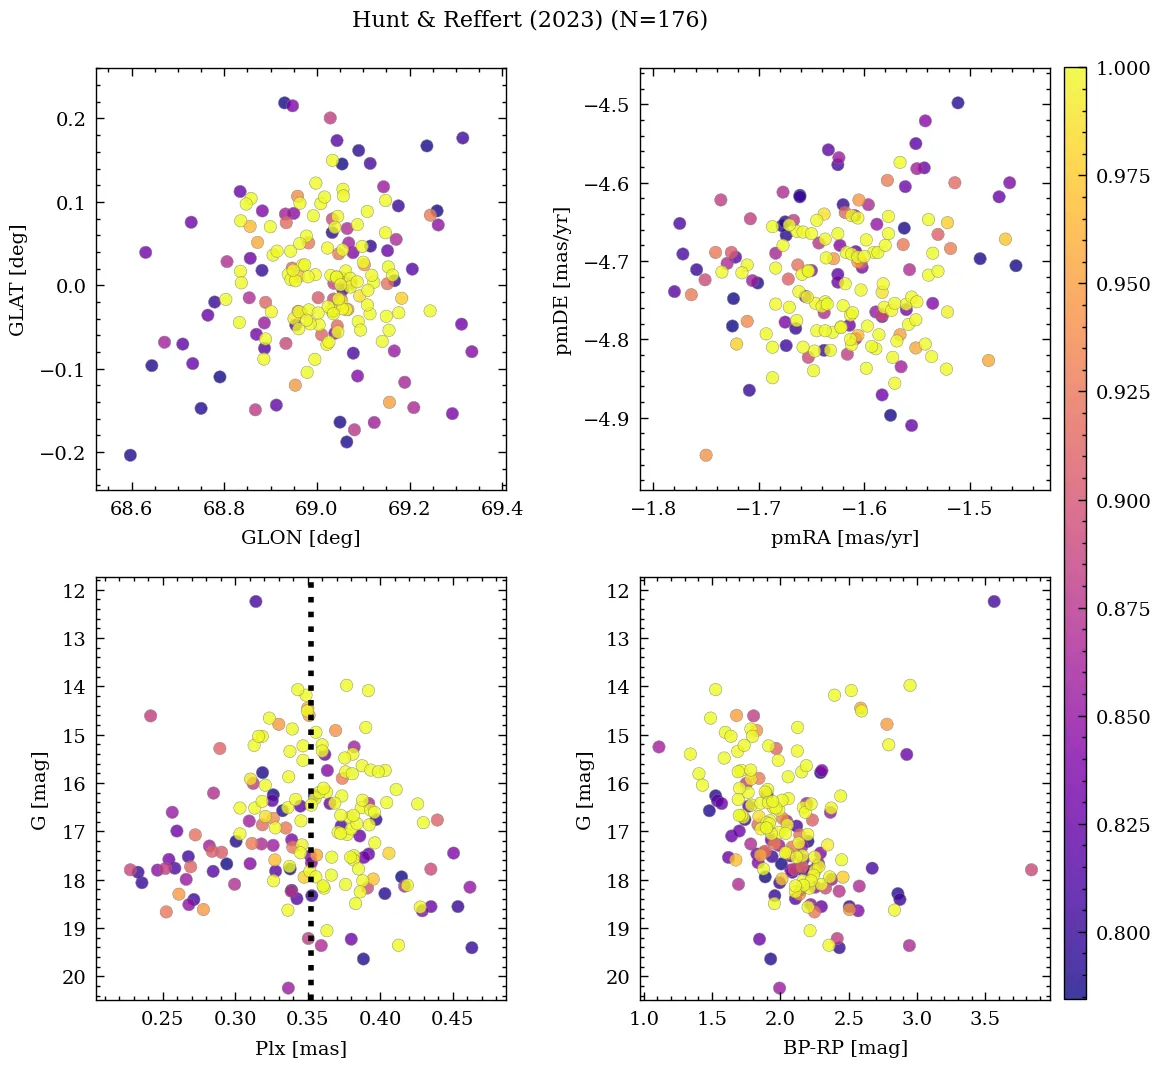 Hunt & Reffert (2023) (N=176)
0.2
0.1
0.0
−0.1
−0.2
GLAT [deg]
68.6 68.8 69.0 69.2 69.4
GLON [deg]
−4.5
−4.6
−4.7
−4.8
−4.9
pmDE [mas/yr]
−1.8 −1.7 −1.6 −1.5
pmRA [mas/yr]
12
13
14
15
16
17
18
19
20
G [mag]
0.25 0.30 0.35 0.40 0.45
Plx [mas]
12
13
14
15
16
17
18
19
20
G [mag]
1.0 1.5 2.0 2.5 3.0 3.5
BP-RP [mag]
1.000
0.975
0.950
0.925
0.900
0.875
0.850
0.825
0.800